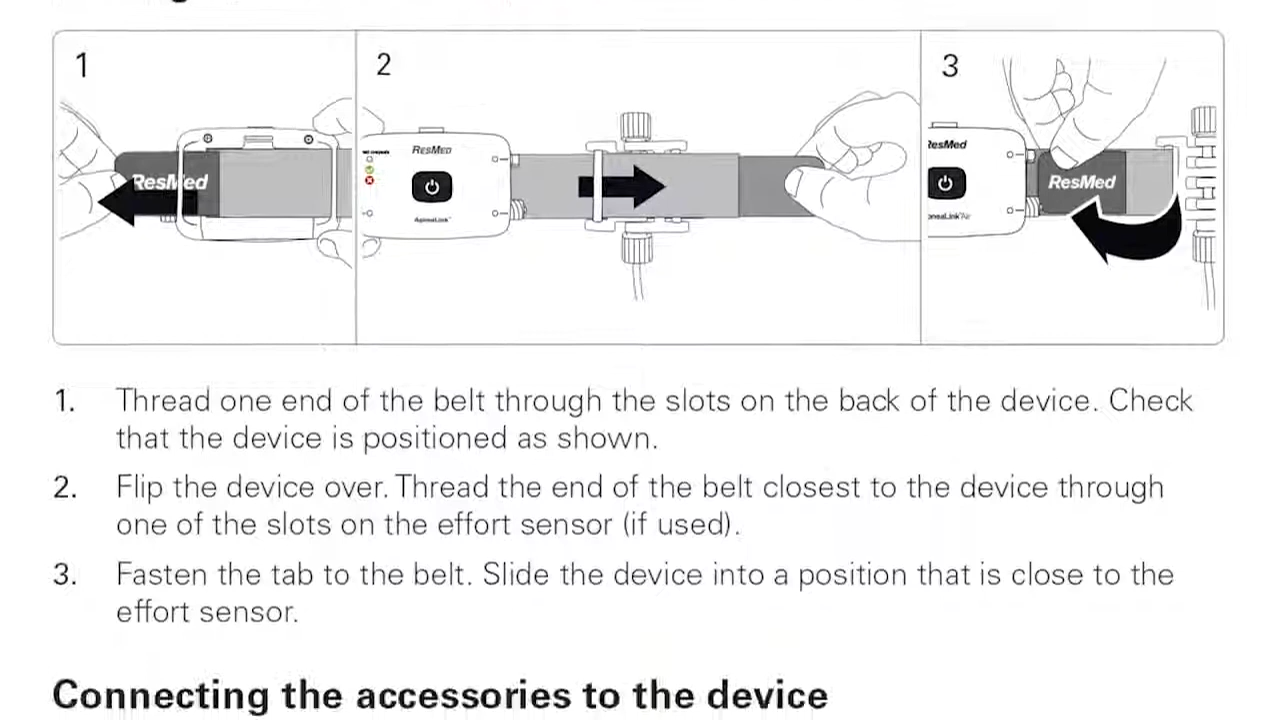 1
2
3
ResMed
RESMED
ApneaLink
ResMed
ResMed
1. Thread one end of the belt through the slots on the back of the device. Check
that the device is positioned as shown.
2. Flip the device over. Thread the end of the belt closest to the device through
one of the slots on the effort sensor (if used).
3. Fasten the tab to the belt. Slide the device into a position that is close to the
effort sensor.
Connecting the accessories to the device